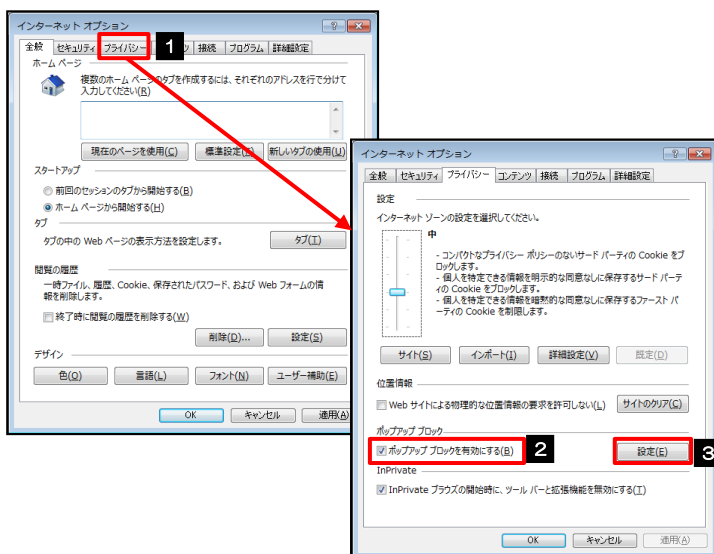 インターネット オプション
全般 セキュリティ プライバシー 1 ツ 接続 プログラム 詳細設定
ホーム ページ
複数のホーム ページのタブを作成するには、それぞれのアドレスを行で分けて
入力してください(R)
現在のページを使用(C) 標準設定(F) 新しいタブの使用(U)
スタートアップ
前回のセッションのタブから開始する(B)
ホーム ページから開始する(H)
タブ
タブの中の Web ページの表示方法を設定します。 タブ(T)
閲覧の履歴
一時ファイル、履歴、Cookie、保存されたパスワード、および Web フォームの情
報を削除します。
終了時に閲覧の履歴を削除する(W)
削除(D)... 設定(S)
デザイン
色(O) 言語(L) フォント(N) ユーザー補助(E)
OK キャンセル 適用(A)
インターネット オプション
全般 セキュリティ プライバシー コンテンツ 接続 プログラム 詳細設定
設定
インターネット ゾーンの設定を選択してください。
中
- コンパクトなプライバシー ポリシーのないサード パーティの Cookie をブ
ロックします。
- 個人を特定できる情報を明示的な同意なしに保存するサード パーテ
ィの Cookie をブロックします。
- 個人を特定できる情報を暗黙的な同意なしに保存するファースト パ
ーティの Cookie を制限します。
サイト(S) インポート(I) 詳細設定(V) 既定(D)
位置情報
Web サイトによる物理的な位置情報の要求を許可しない(L) サイトのクリア(C)
ポップアップ ブロック
ポップアップ ブロックを有効にする(B) 2 設定(E) 3
InPrivate
InPrivate ブラウズの開始時に、ツール バーと拡張機能を無効にする(T)
OK キャンセル 適用(A)